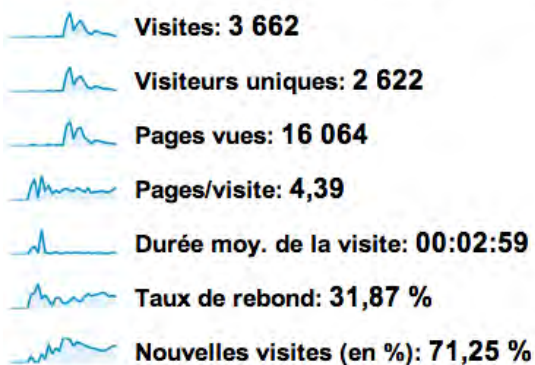 Visites: 3 662
Visiteurs uniques: 2 622
Pages vues: 16 064
Pages/visite: 4,39
Durée moy. de la visite: 00:02:59
Taux de rebond: 31,87 %
Nouvelles visites (en %): 71,25 %